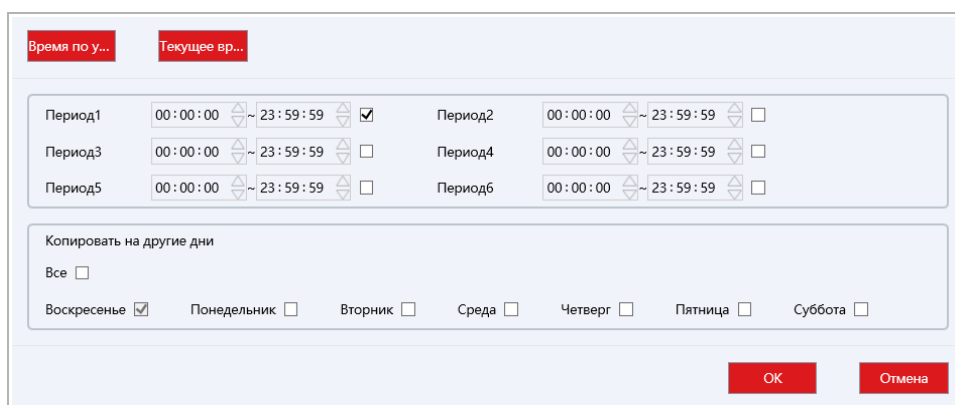 Время по у... Текущее вр...
Период1 00:00:00 ~ 23:59:59 Период2 00:00:00 ~ 23:59:59
Период3 00:00:00 ~ 23:59:59 Период4 00:00:00 ~ 23:59:59
Период5 00:00:00 ~ 23:59:59 Период6 00:00:00 ~ 23:59:59
Копировать на другие дни
Все
Воскресенье Понедельник Вторник Среда Четверг Пятница Суббота
OK Отмена